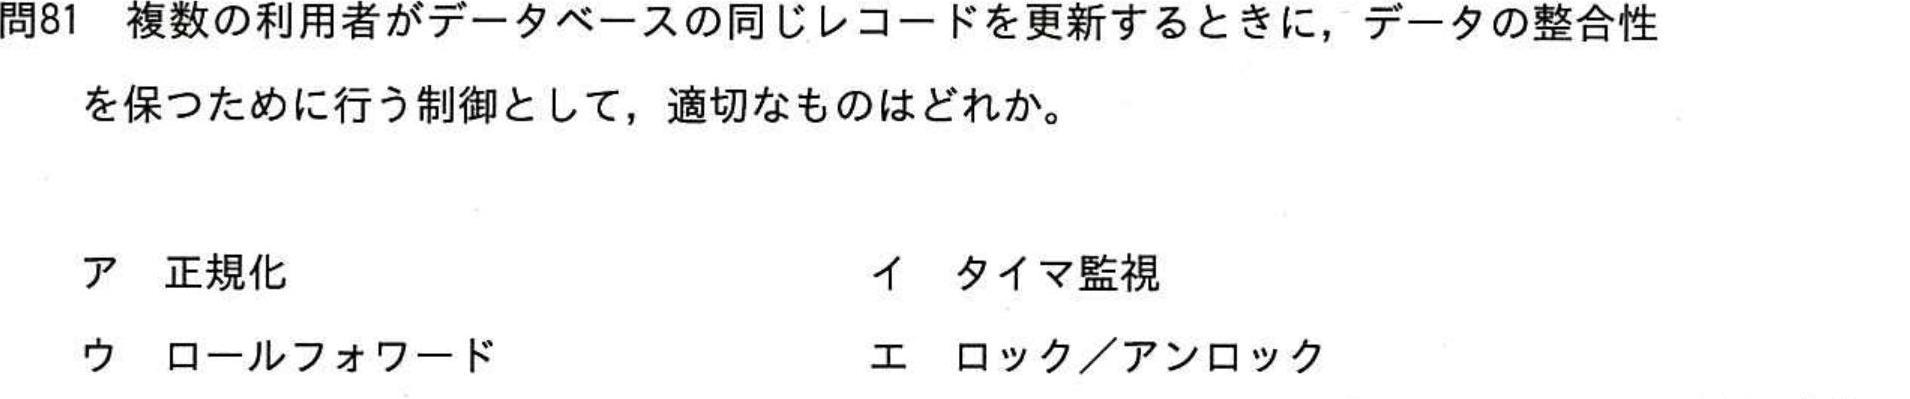 問81　複数の利用者がデータベースの同じレコードを更新するときに，データの整合性
を保つために行う制御として，適切なものはどれか。
ア　正規化　イ　タイマ監視
ウ　ロールフォワード　エ　ロック／アンロック